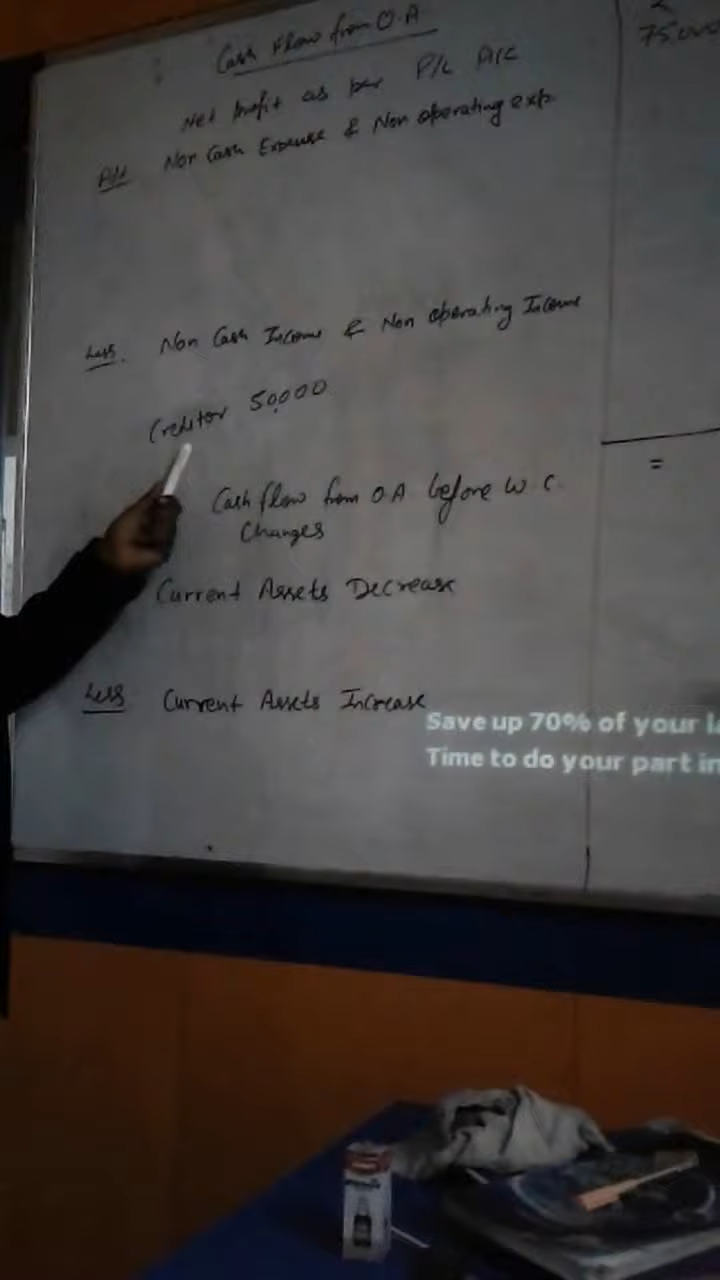 Cash Flow from O.A
Net Profit as per P/L A/C
Add Non Cash Expense & Non operating exp.
Less. Non Cash Income & Non operating Income
Creditor 50,000
Cash flow from O.A before W.C.
Changes
Current Assets Decrease
Less Current Assets Increase
75,000
=
Save up 70% of your
Time to do your part in